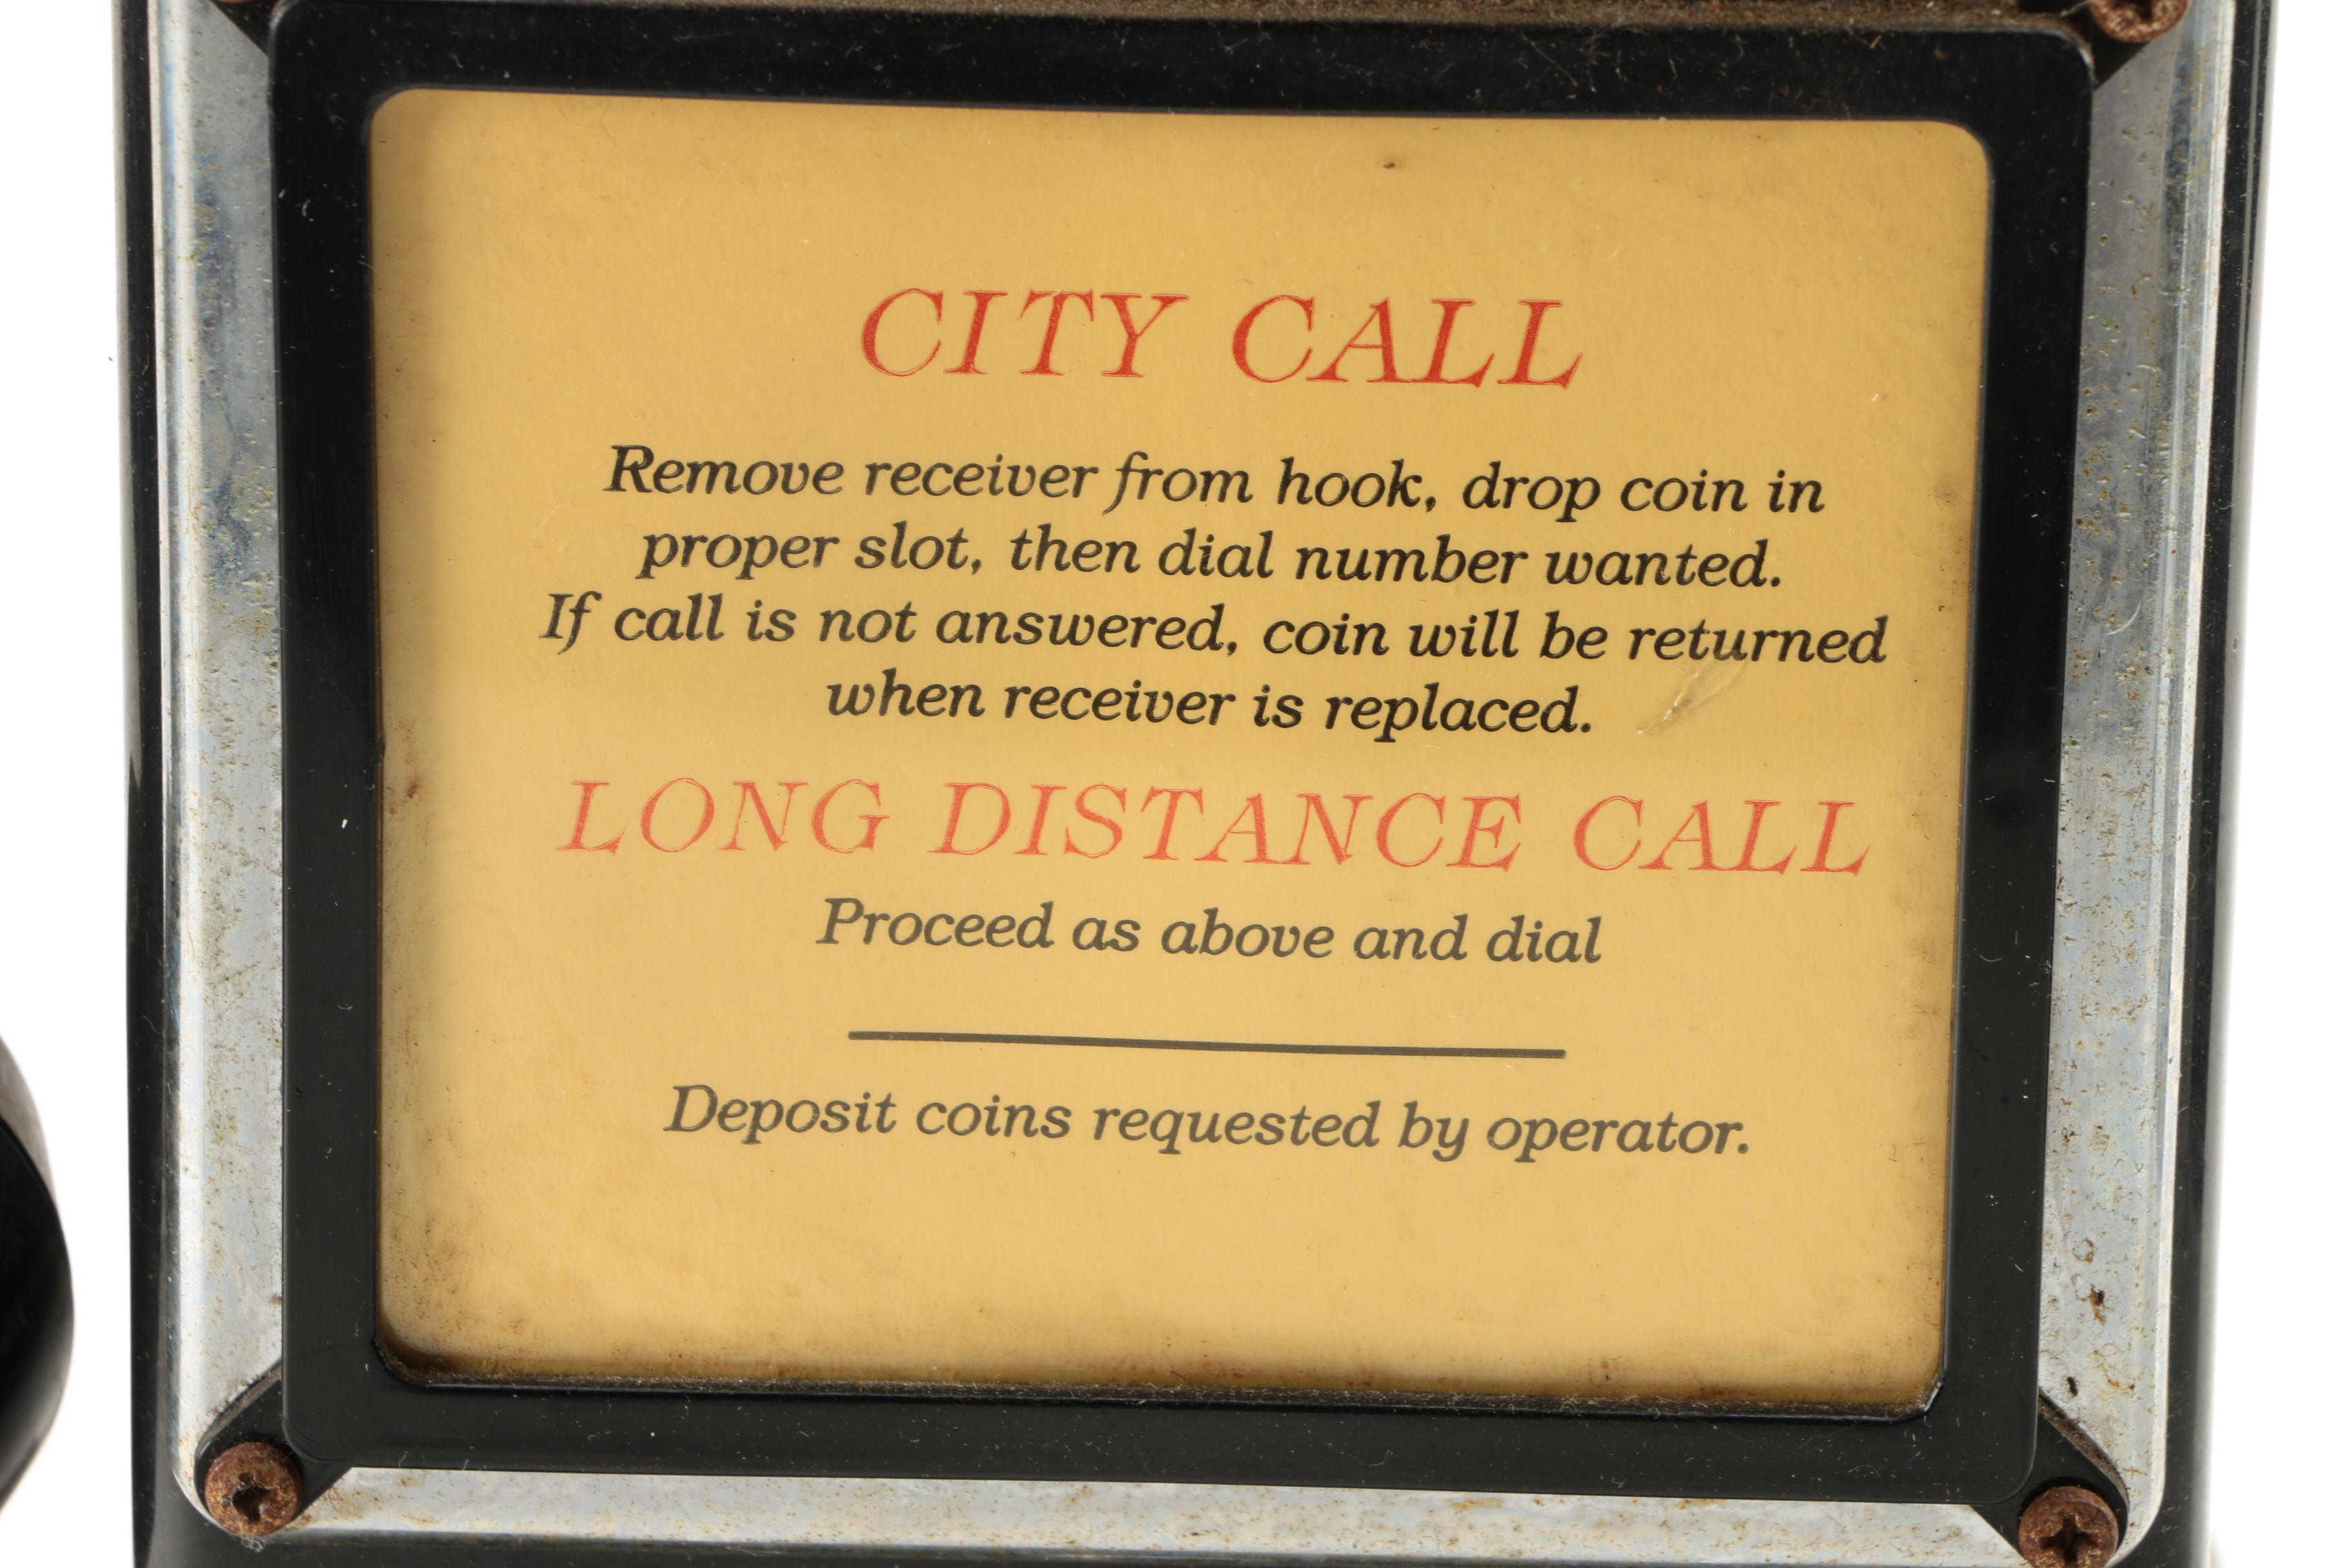 CITY CALL
Remove receiver from hook, drop coin in
proper slot, then dial number wanted.
If call is not answered, coin will be returned
when receiver is replaced.
LONG DISTANCE CALL
Proceed as above and dial
Deposit coins requested by operator.